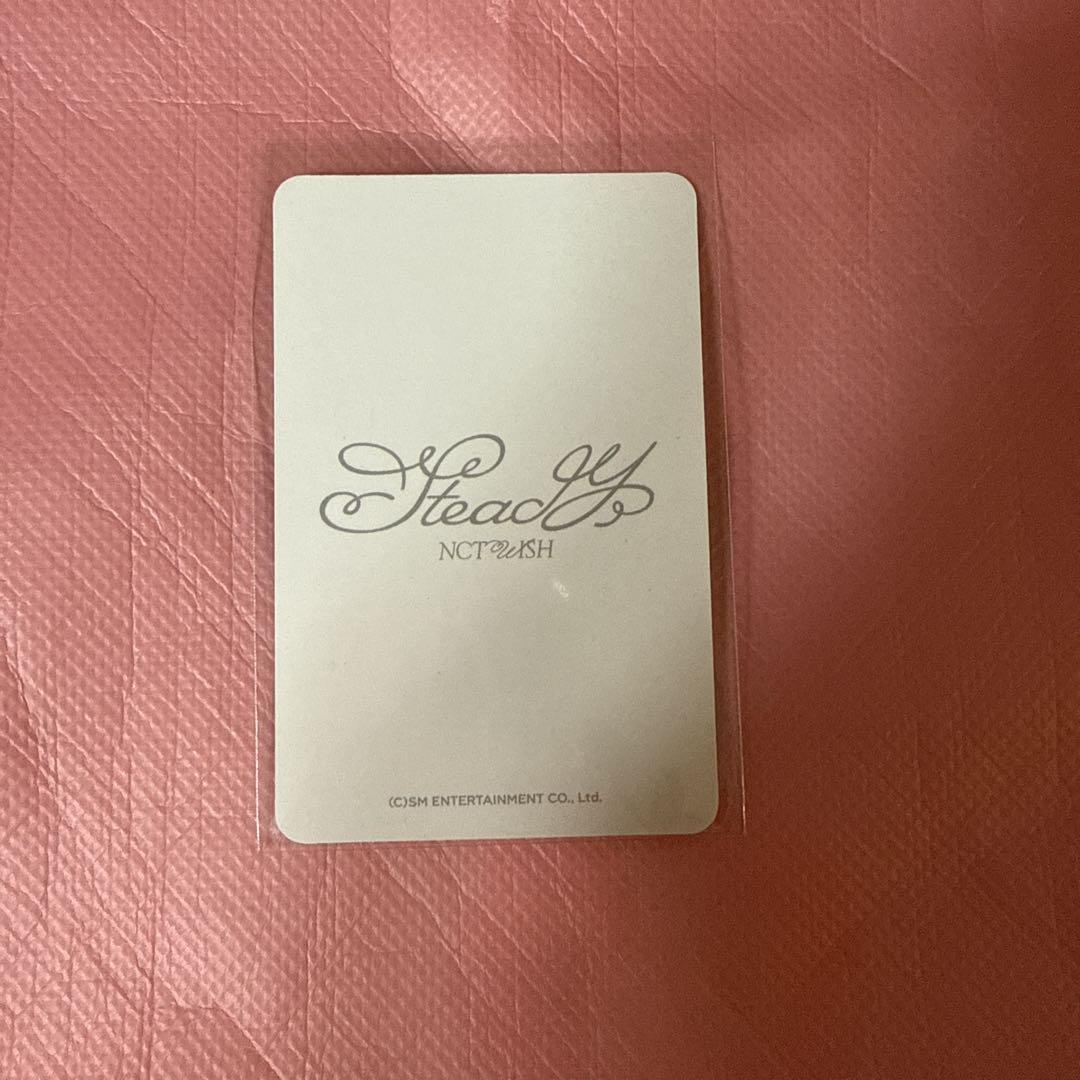 Steady
NCT WISH
(C)SM ENTERTAINMENT CO., Ltd.